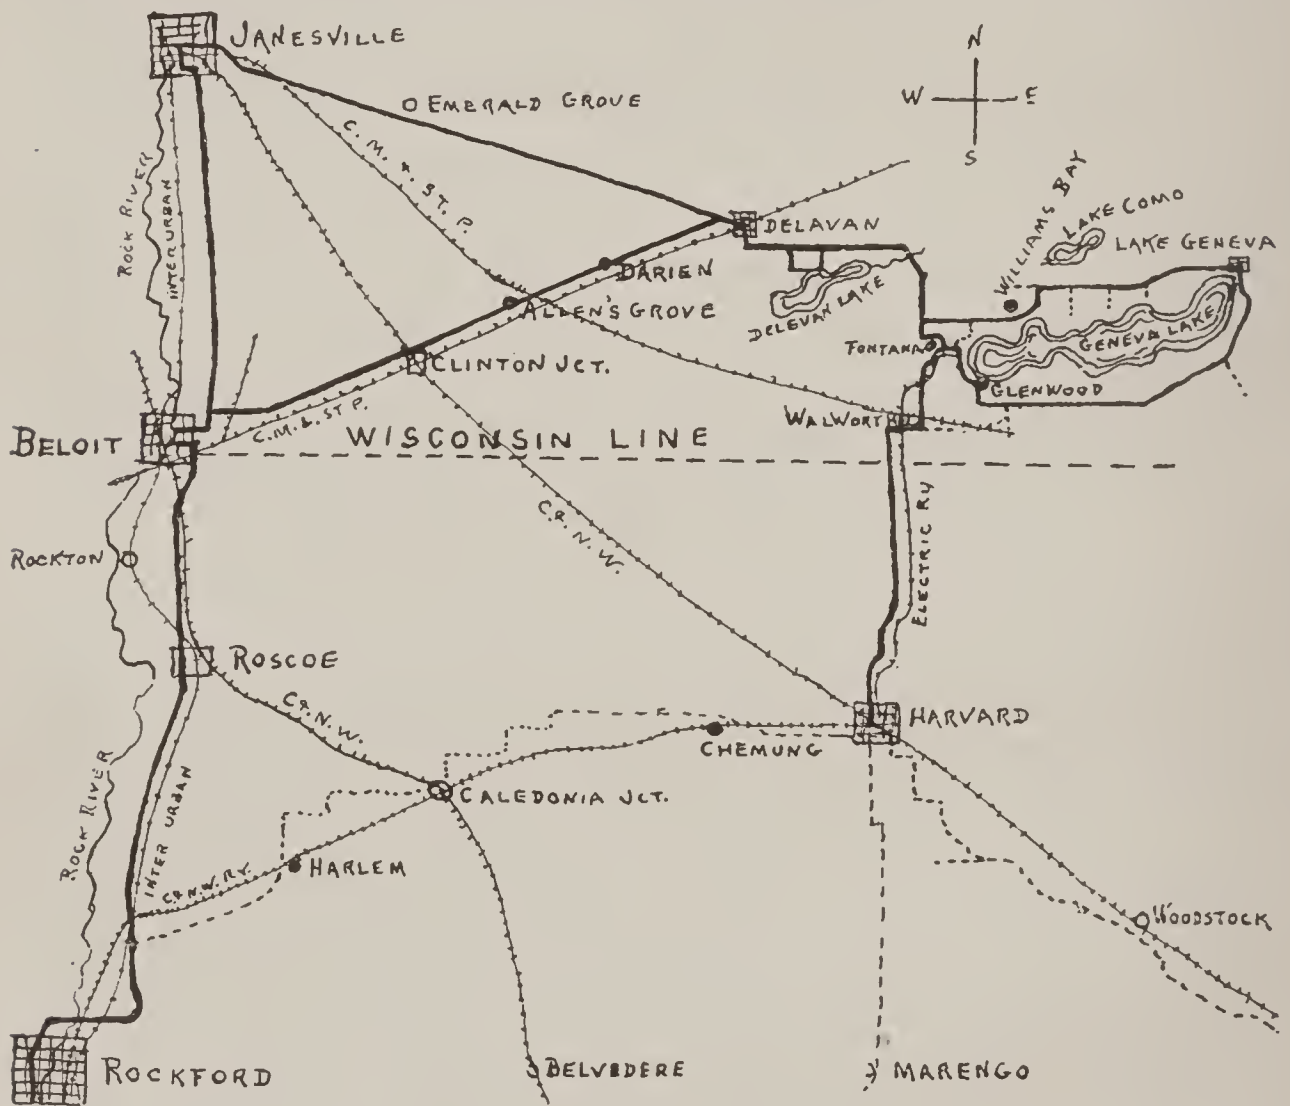 JANESVILLE
N
W E
S
EMERALD GROVE
C. M. & ST. P.
ROCK RIVER
INTERURBAN
WILLIAMS BAY
LAKE COMO
LAKE GENEVA
DELAVAN
DARIEN
DELEVAN LAKE
ALLEN'S GROVE
GENEVA LAKE
FONTANA
CLINTON JCT.
GLENWOOD
C. M. & ST P.
WALWORTH
BELOIT
WISCONSIN LINE
C. & N. W.
ELECTRIC RY
ROCKTON
ROSCOE
C. & N. W.
HARVARD
CHEMUNG
ROCK RIVER
INTER URBAN
CALEDONIA JCT.
C. & N. W. RY.
HARLEM
WOODSTOCK
ROCKFORD
BELVIDERE
MARENGO